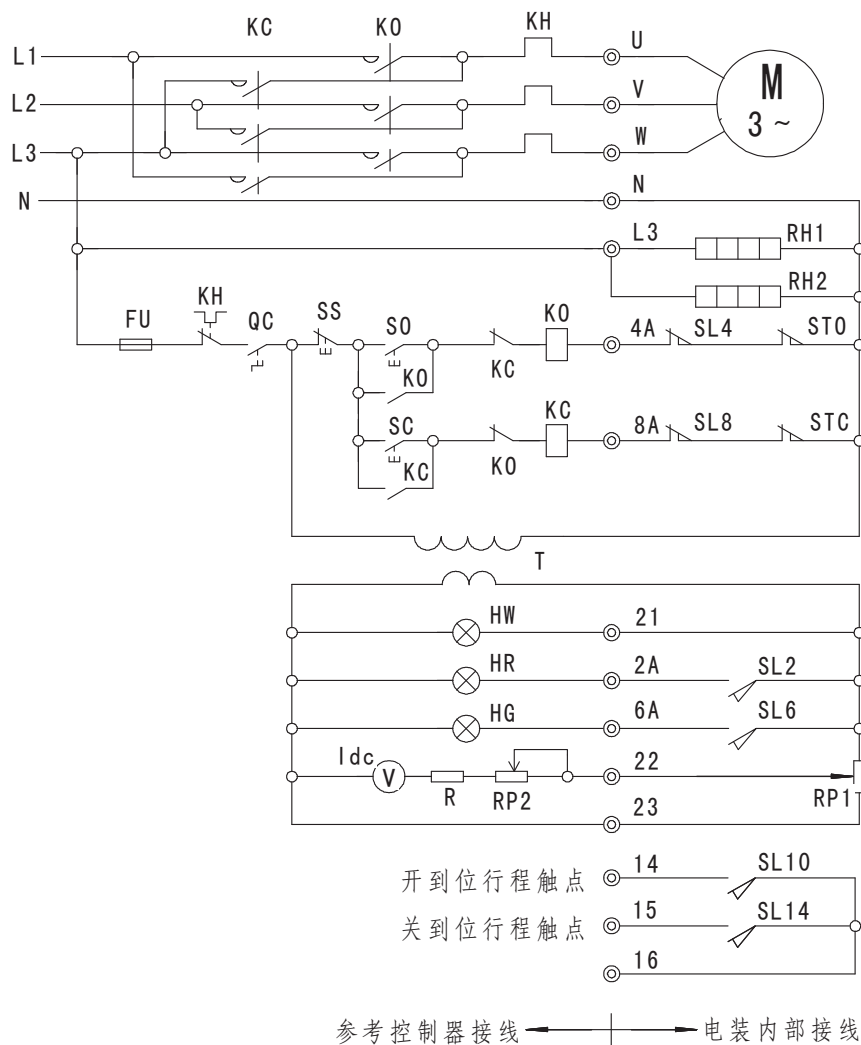 KC KO KH U
L1
V
L2
M
3~
W
L3
N N
L3 RH1
RH2
FU KH QC SS SO KO 4A SL4 STO
KO KC
SC KC 8A SL8 STC
KC KO
T
HW 21
HR 2A SL2
HG 6A SL6
Idc V R RP2 22 RP1
23
开到位行程触点 14 SL10
关到位行程触点 15 SL14
16
参考控制器接线 电装内部接线